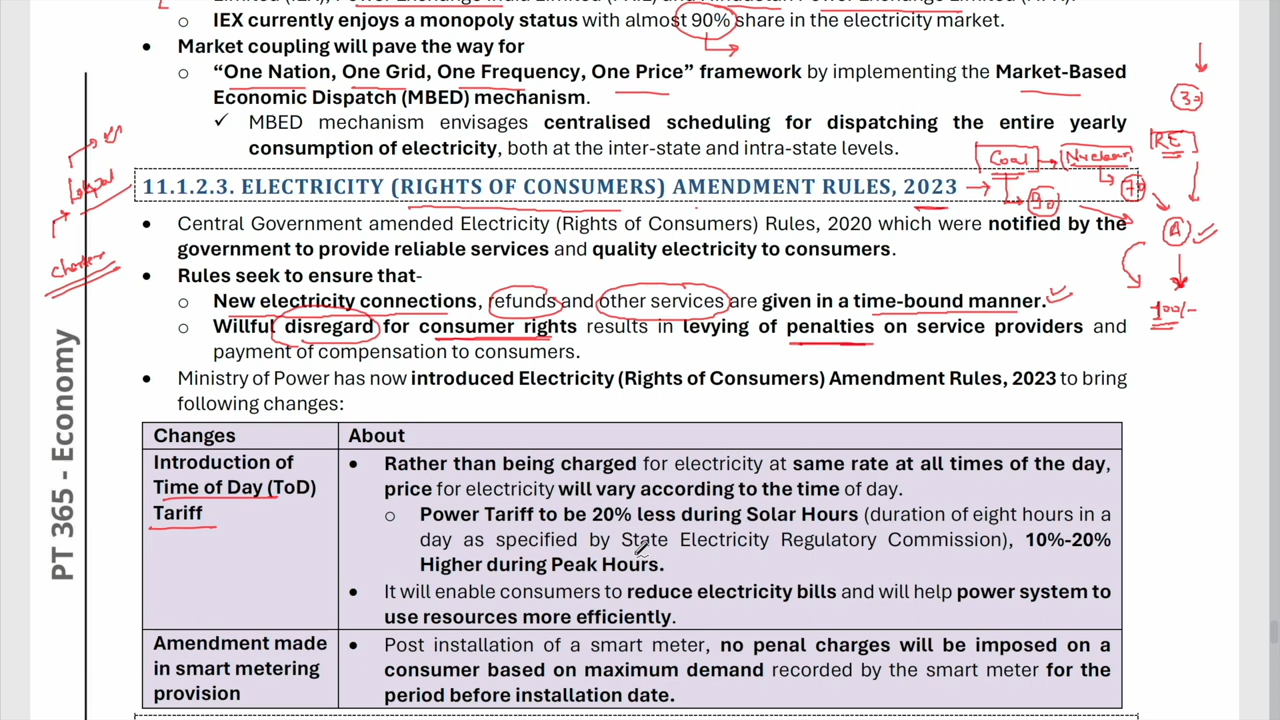 IEX currently enjoys a monopoly status with almost 90% share in the electricity market.
• Market coupling will pave the way for
o “One Nation, One Grid, One Frequency, One Price” framework by implementing the Market-Based
Economic Dispatch (MBED) mechanism.
✓ MBED mechanism envisages centralised scheduling for dispatching the entire yearly
consumption of electricity, both at the inter-state and intra-state levels.
11.1.2.3. ELECTRICITY (RIGHTS OF CONSUMERS) AMENDMENT RULES, 2023
• Central Government amended Electricity (Rights of Consumers) Rules, 2020 which were notified by the
government to provide reliable services and quality electricity to consumers.
• Rules seek to ensure that-
o New electricity connections, refunds and other services are given in a time-bound manner.
o Willful disregard for consumer rights results in levying of penalties on service providers and
payment of compensation to consumers.
• Ministry of Power has now introduced Electricity (Rights of Consumers) Amendment Rules, 2023 to bring
following changes:
Changes
About
Introduction of
Time of Day (ToD)
Tariff
• Rather than being charged for electricity at same rate at all times of the day,
price for electricity will vary according to the time of day.
o Power Tariff to be 20% less during Solar Hours (duration of eight hours in a
day as specified by State Electricity Regulatory Commission), 10%-20%
Higher during Peak Hours.
• It will enable consumers to reduce electricity bills and will help power system to
use resources more efficiently.
Amendment made
in smart metering
provision
• Post installation of a smart meter, no penal charges will be imposed on a
consumer based on maximum demand recorded by the smart meter for the
period before installation date.
PT 365 - Economy
30
RE
Coal
Nuclear
90
A
100/-